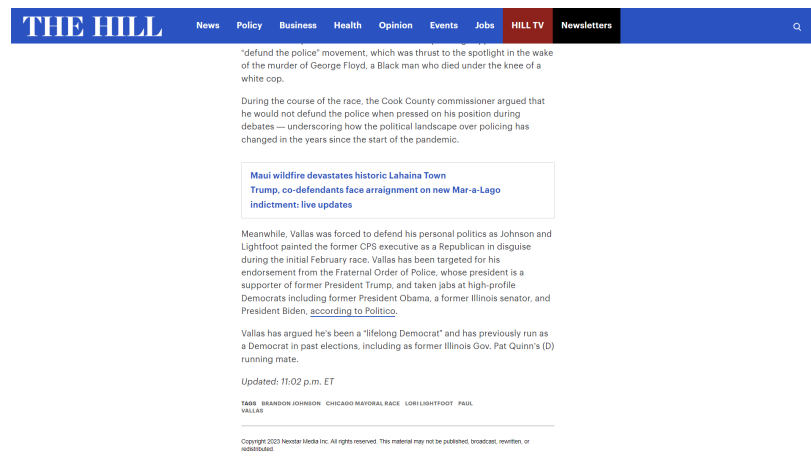 THE HILL News Policy Business Health Opinion Events Jobs HILL TV Newsletters
"defund the police" movement, which was thrust to the spotlight in the wake
of the murder of George Floyd, a Black man who died under the knee of a
white cop.
During the course of the race, the Cook County commissioner argued that
he would not defund the police when pressed on his position during
debates — underscoring how the political landscape over policing has
changed in the years since the start of the pandemic.
Maui wildfire devastates historic Lahaina Town
Trump, co-defendants face arraignment on new Mar-a-Lago
indictment: live updates
Meanwhile, Vallas was forced to defend his personal politics as Johnson and
Lightfoot painted the former CPS executive as a Republican in disguise
during the initial February race. Vallas has been targeted for his
endorsement from the Fraternal Order of Police, whose president is a
supporter of former President Trump, and taken jabs at high-profile
Democrats including former President Obama, a former Illinois senator, and
President Biden, according to Politico.
Vallas has argued he's been a "lifelong Democrat" and has previously run as
a Democrat in past elections, including as former Illinois Gov. Pat Quinn's (D)
running mate.
Updated: 11:02 p.m. ET
TAGS BRANDON JOHNSON CHICAGO MAYORAL RACE LORI LIGHTFOOT PAUL
VALLAS
Copyright 2023 Nexstar Media Inc. All rights reserved. This material may not be published, broadcast, rewritten, or
redistributed.